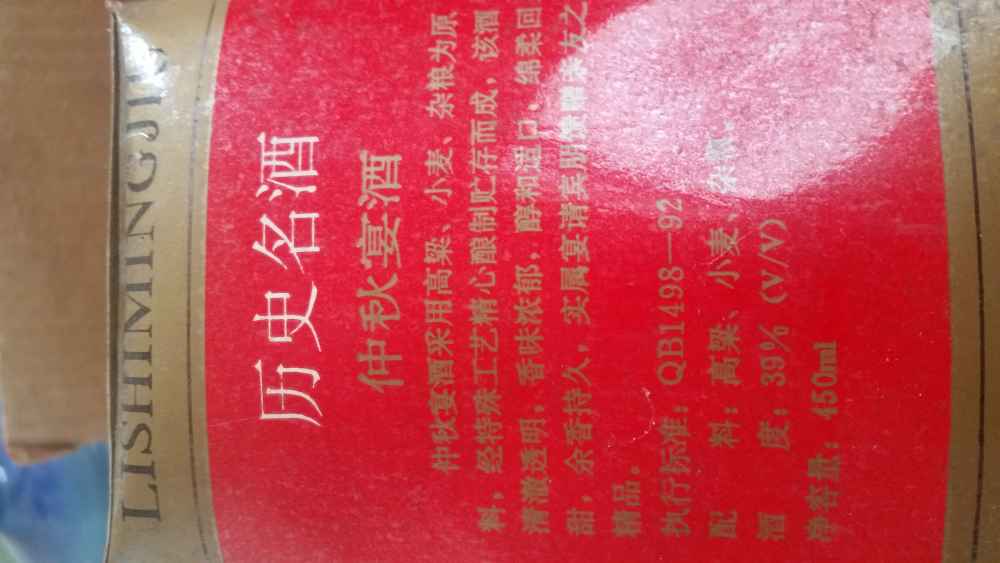 LISHIMINGJIU
历史名酒
仲秋宴酒
仲秋宴酒采用高粱、小麦、杂粮为原
料，经特殊工艺精心酿制贮存而成，该酒
清澈透明，香味浓郁，醇和适口，绵柔回
甜，余香持久，实属宴请宾朋馈赠亲友之
精品。
执行标准：QB1498—92
配 料：高粱、小麦、杂粮。
酒 度：39%（V/V）
净容量：450ml